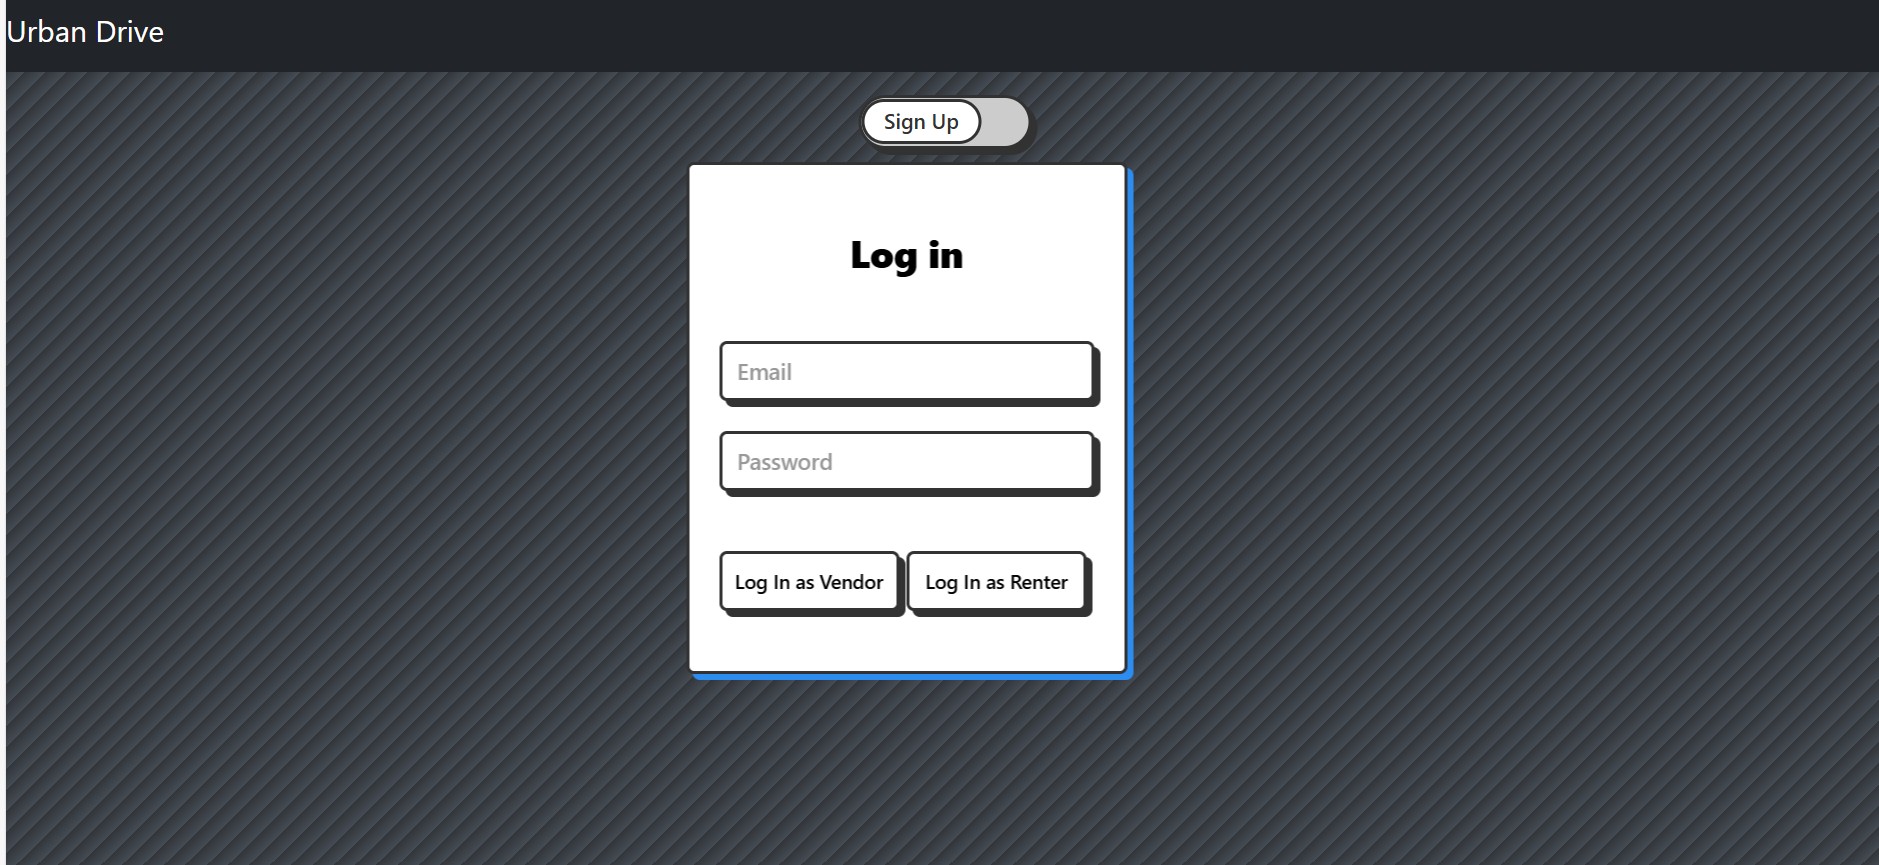 Urban Drive
Sign Up
Log in
Email
Password
Log In as Vendor
Log In as Renter